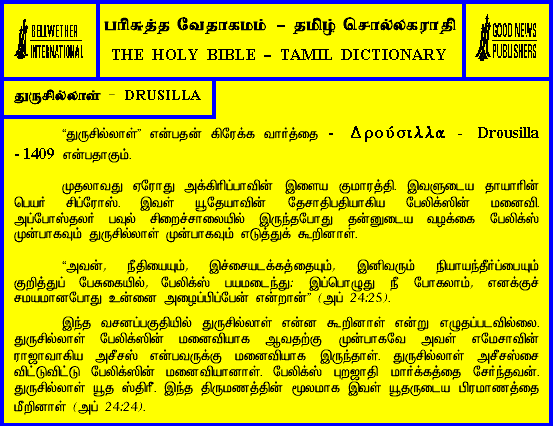 BELLWETHER
INTERNATIONAL
பரிசுத்த வேதாகமம் - தமிழ் சொல்லகராதி
THE HOLY BIBLE - TAMIL DICTIONARY
GOOD NEWS
PUBLISHERS
துருசில்லாள் - DRUSILLA
“துருசில்லாள்” என்பதன் கிரேக்க வார்த்தை - Δρούσιλλα - Drousilla
- 1409 என்பதாகும்.
முதலாவது ஏரோது அக்கிரிப்பாவின் இளைய குமாரத்தி. இவளுடைய தாயாரின்
பெயர் சிப்ரோஸ். இவள் யூதேயாவின் தேசாதிபதியாகிய பேலிக்ஸின் மனைவி.
அப்போஸ்தலர் பவுல் சிறைச்சாலையில் இருந்தபோது தன்னுடைய வழக்கை பேலிக்ஸ்
முன்பாகவும் துருசில்லாள் முன்பாகவும் எடுத்துக் கூறினாள்.
“அவன், நீதியையும், இச்சையடக்கத்தையும், இனிவரும் நியாயந்தீர்ப்பையும்
குறித்துப் பேசுகையில், பேலிக்ஸ் பயமடைந்து: இப்பொழுது நீ போகலாம், எனக்குச்
சமயமானபோது உன்னை அழைப்பிப்பேன் என்றான்” (அப் 24:25).
இந்த வசனப்பகுதியில் துருசில்லாள் என்ன கூறினாள் என்று எழுதப்படவில்லை.
துருசில்லாள் பேலிக்ஸின் மனைவியாக ஆவதற்கு முன்பாகவே அவள் எமேசாவின்
ராஜாவாகிய அசீசஸ் என்பவருக்கு மனைவியாக இருந்தாள். துருசில்லாள் அசீசஸ்சை
விட்டுவிட்டு பேலிக்ஸின் மனைவியானாள். பேலிக்ஸ் புறஜாதி மார்க்கத்தை சேர்ந்தவன்.
துருசில்லாள் யூத ஸ்திரீ. இந்த திருமணத்தின் மூலமாக இவள் யூதருடைய பிரமாணத்தை
மீறினாள் (அப் 24:24).